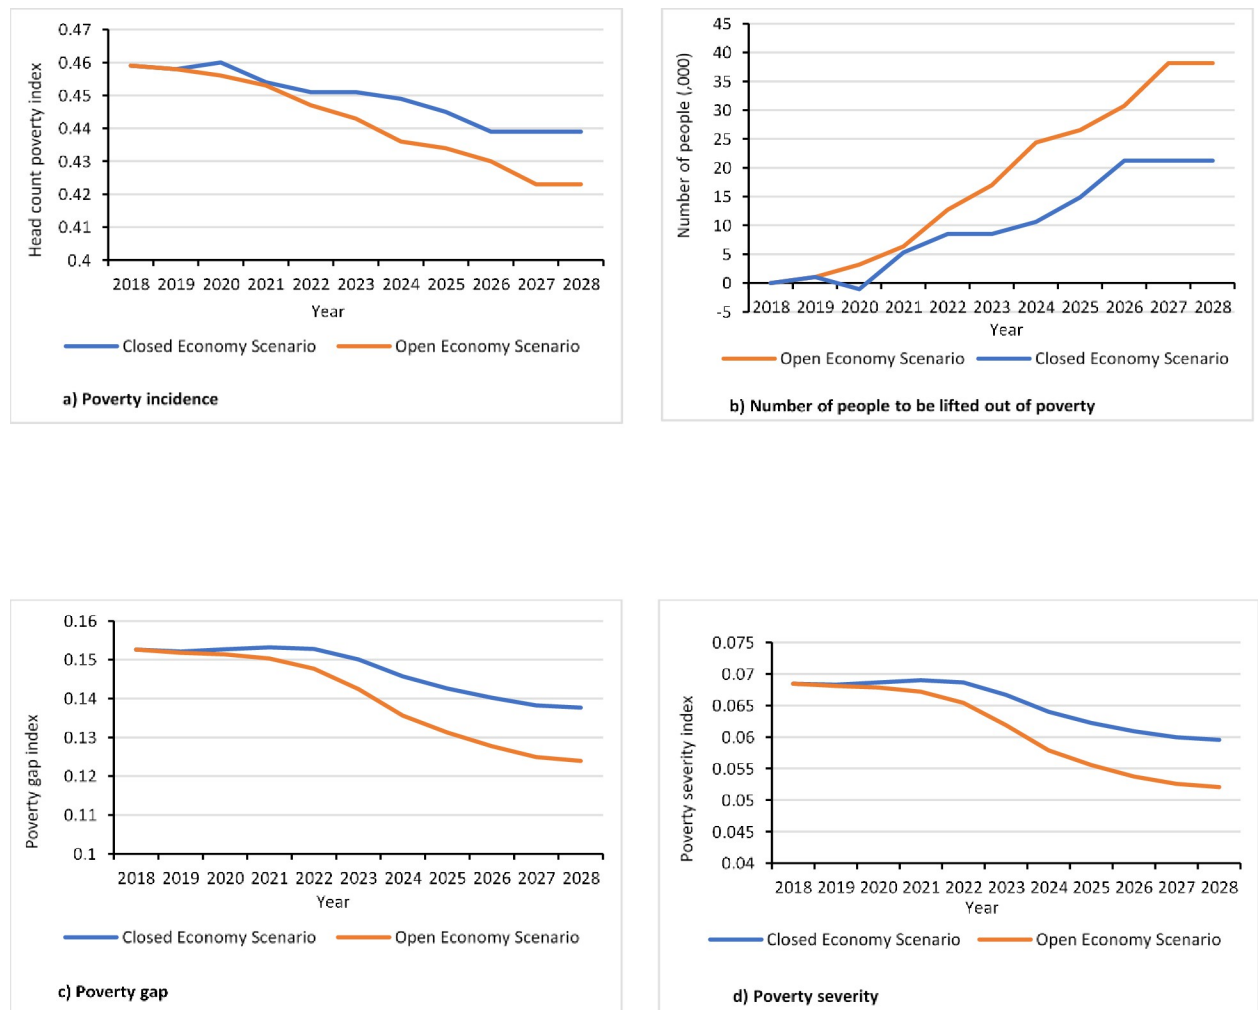 0.47
0.46
0.45
0.44
0.43
0.42
0.41
0.4
Head count poverty index
2018 2019 2020 2021 2022 2023 2024 2025 2026 2027 2028
Year
Closed Economy Scenario Open Economy Scenario
a) Poverty incidence
45
40
35
30
25
20
15
10
5
0
-5
Number of people (,000)
2018 2019 2020 2021 2022 2023 2024 2025 2026 2027 2028
Year
Open Economy Scenario Closed Economy Scenario
b) Number of people to be lifted out of poverty
0.16
0.15
0.14
0.13
0.12
0.11
0.1
Poverty gap index
2018 2019 2020 2021 2022 2023 2024 2025 2026 2027 2028
Year
Closed Economy Scenario Open Economy Scenario
c) Poverty gap
0.075
0.07
0.065
0.06
0.055
0.05
0.045
0.04
Poverty severity index
2018 2019 2020 2021 2022 2023 2024 2025 2026 2027 2028
Year
Closed Economy Scenario Open Economy Scenario
d) Poverty severity